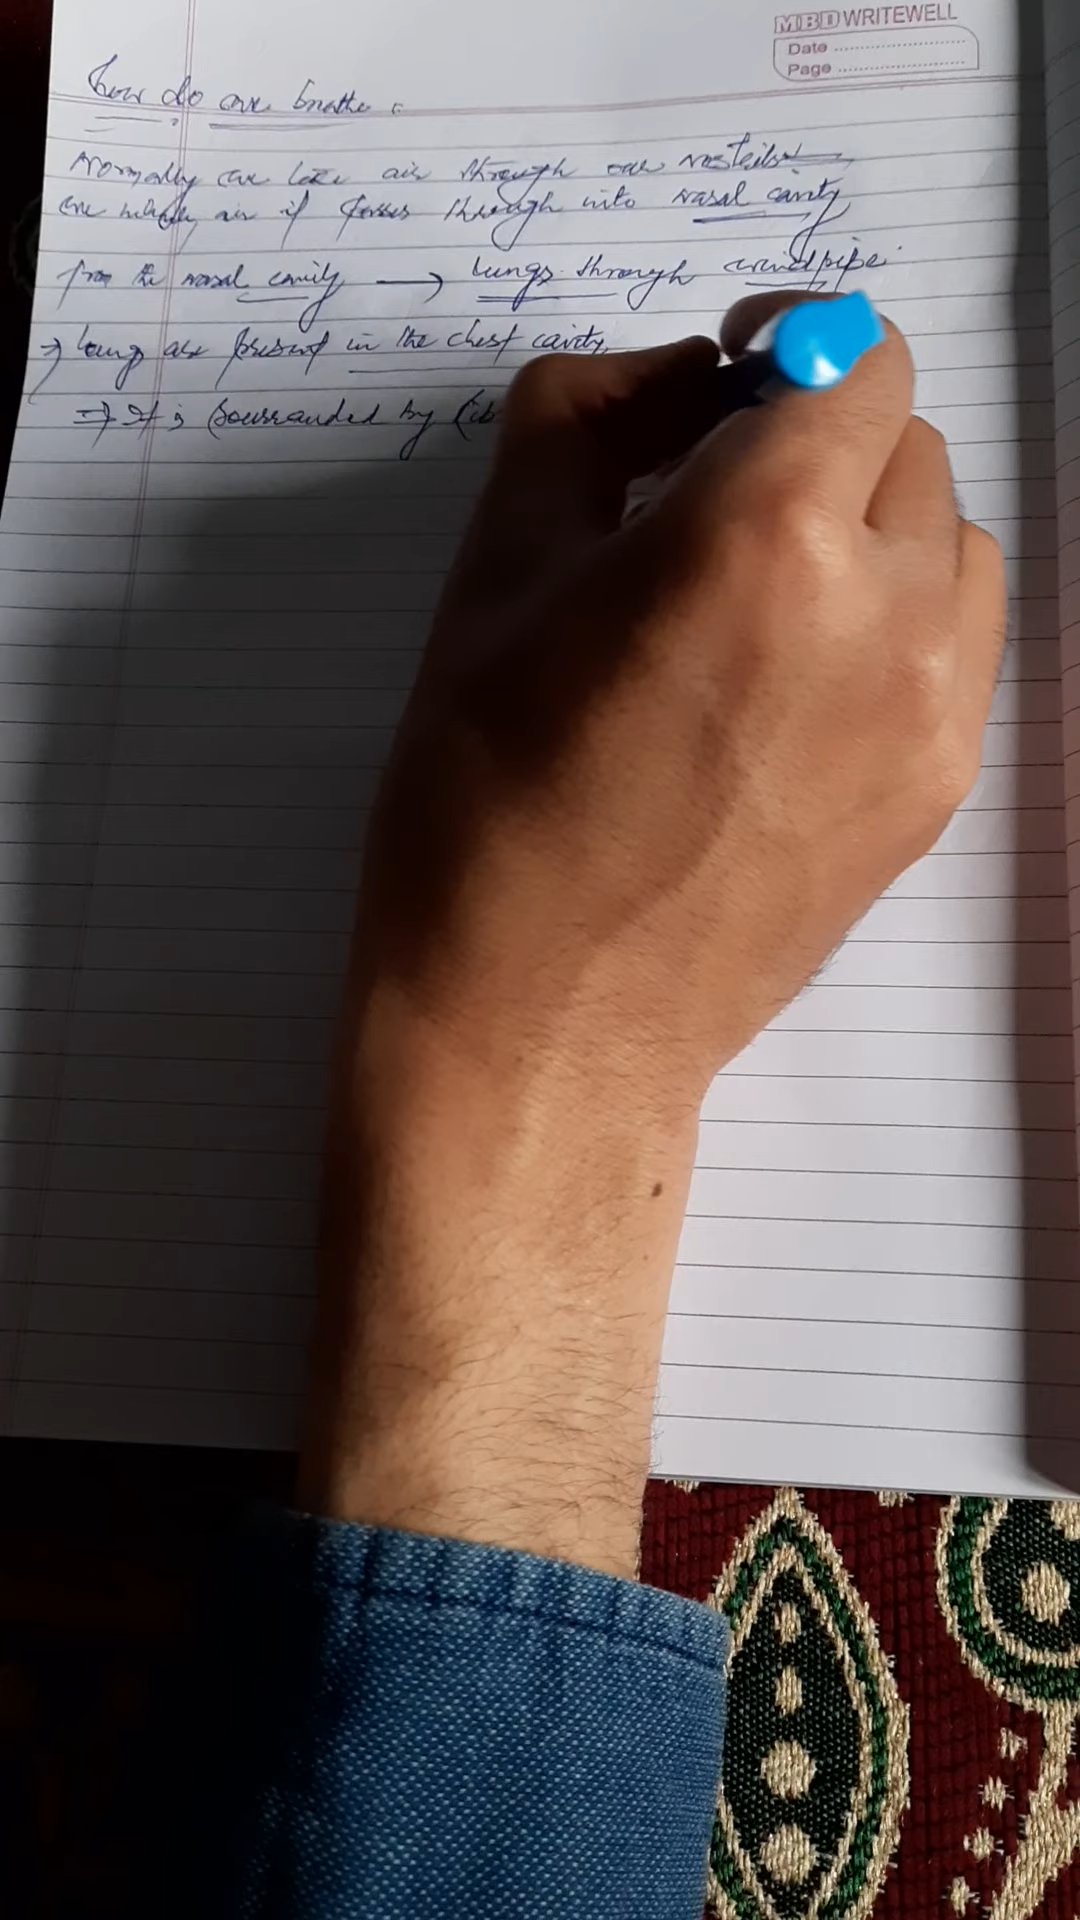 MBD WRITEWELL
Date
Page
How do we breathe :
Normally we take air through our nostrils
we inhale, air it passes through into nasal cavity
from the nasal cavity → lungs through windpipe.
→ lungs are present in the chest cavity,
⇒ It is sourrounded by